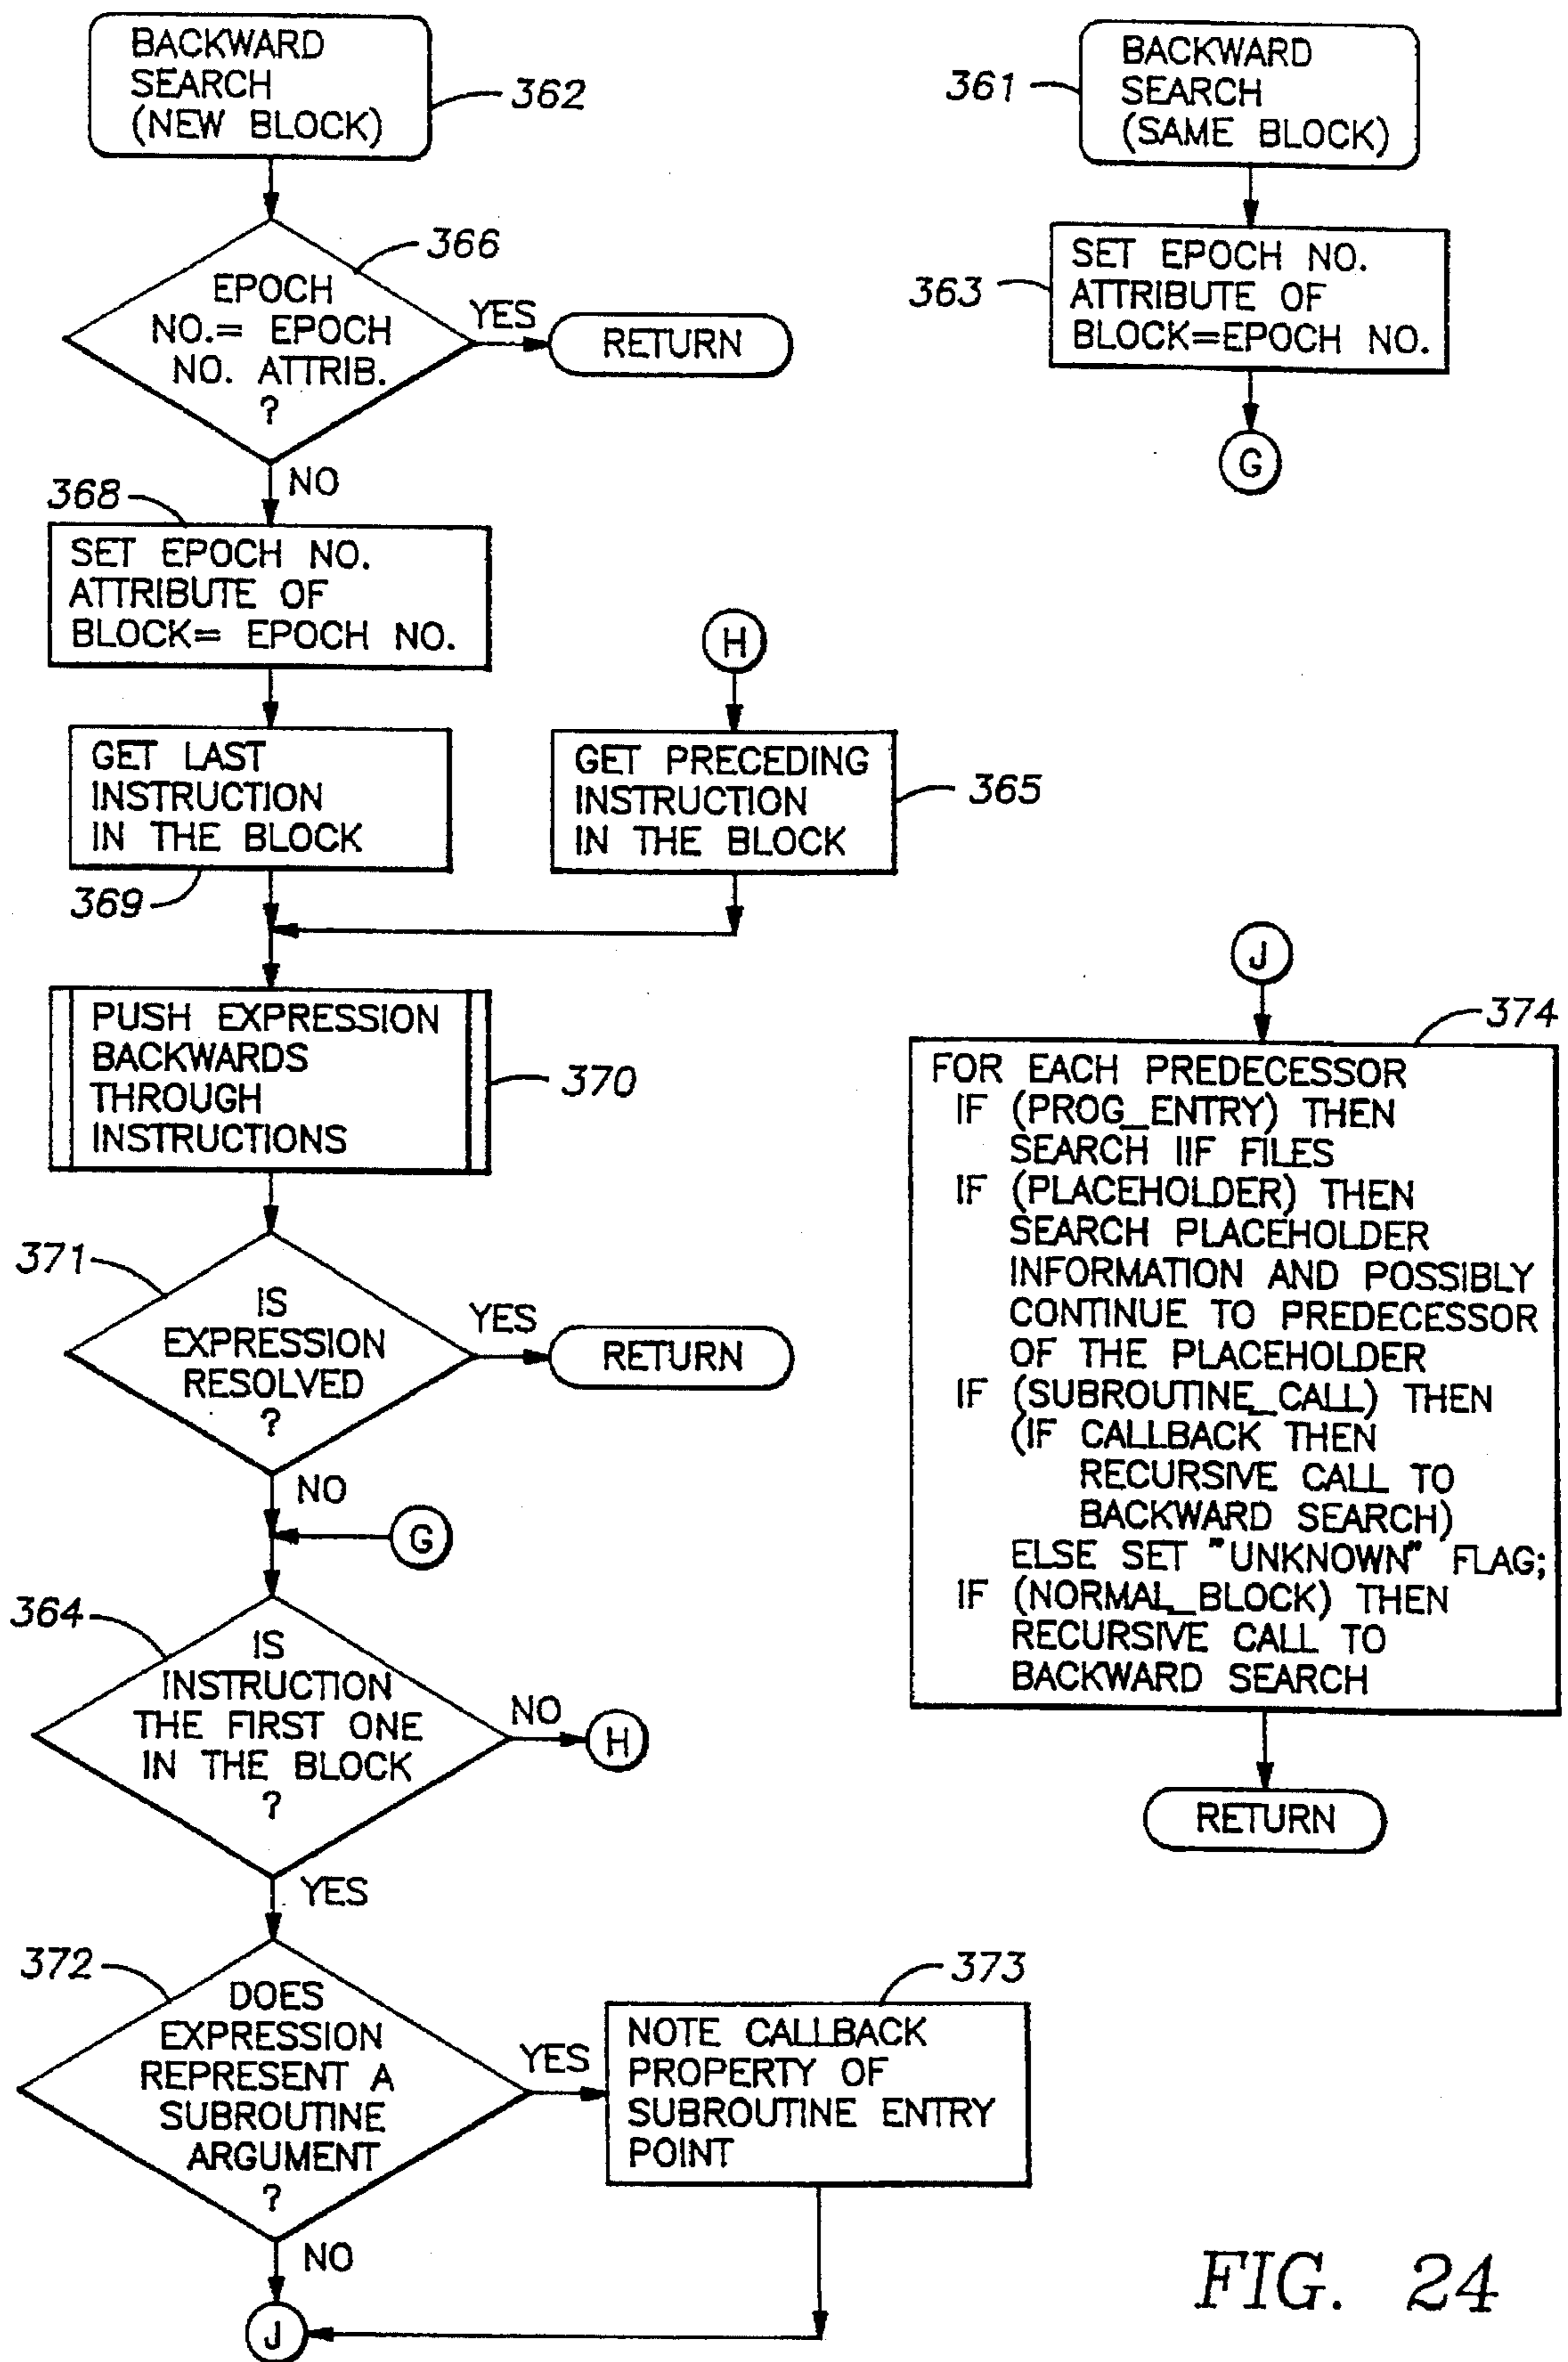 BACKWARD
SEARCH
(NEW BLOCK)
362
EPOCH
NO.= EPOCH
NO. ATTRIB.
?
366
YES
RETURN
NO
368
SET EPOCH NO.
ATTRIBUTE OF
BLOCK= EPOCH NO.
GET LAST
INSTRUCTION
IN THE BLOCK
369
H
GET PRECEDING
INSTRUCTION
IN THE BLOCK
365
PUSH EXPRESSION
BACKWARDS
THROUGH
INSTRUCTIONS
370
371
IS
EXPRESSION
RESOLVED
?
YES
RETURN
NO
G
364
IS
INSTRUCTION
THE FIRST ONE
IN THE BLOCK
?
NO
H
YES
372
DOES
EXPRESSION
REPRESENT A
SUBROUTINE
ARGUMENT
?
YES
373
NOTE CALLBACK
PROPERTY OF
SUBROUTINE ENTRY
POINT
NO
J
361
BACKWARD
SEARCH
(SAME BLOCK)
363
SET EPOCH NO.
ATTRIBUTE OF
BLOCK=EPOCH NO.
G
J
374
FOR EACH PREDECESSOR
IF (PROG_ENTRY) THEN
SEARCH IIF FILES
IF (PLACEHOLDER) THEN
SEARCH PLACEHOLDER
INFORMATION AND POSSIBLY
CONTINUE TO PREDECESSOR
OF THE PLACEHOLDER
IF (SUBROUTINE_CALL) THEN
(IF CALLBACK THEN
RECURSIVE CALL TO
BACKWARD SEARCH)
ELSE SET "UNKNOWN" FLAG;
IF (NORMAL_BLOCK) THEN
RECURSIVE CALL TO
BACKWARD SEARCH
RETURN
FIG. 24